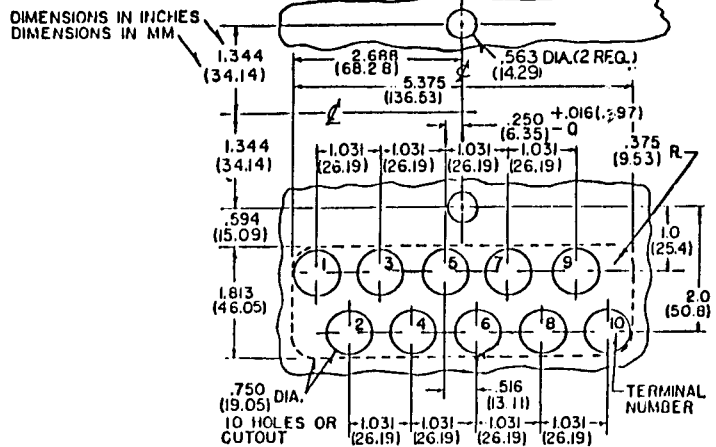 DIMENSIONS IN INCHES
DIMENSIONS IN MM
1.344
(34.14)
2.688
(68.28)
.563 DIA.(2 REQ.)
(14.29)
5.375
(136.53)
.250 +.016(.397)
(6.35) -0
.375 R.
(9.53)
1.344
(34.14)
1.031 1.031 1.031 1.031
(26.19) (26.19) (26.19) (26.19)
.594
(15.09)
1.0
(25.4)
1 3 5 7 9
1.813
(46.05)
2.0
(50.8)
2 4 6 8 10
.750 DIA.
(19.05)
10 HOLES OR
CUTOUT
.516
(13.11)
TERMINAL
NUMBER
1.031 1.031 1.031 1.031
(26.19) (26.19) (26.19) (26.19)